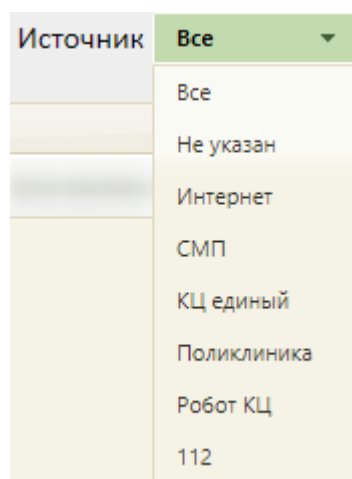 Источник Все
Все
Не указан
Интернет
СМП
КЦ единый
Поликлиника
Робот КЦ
112